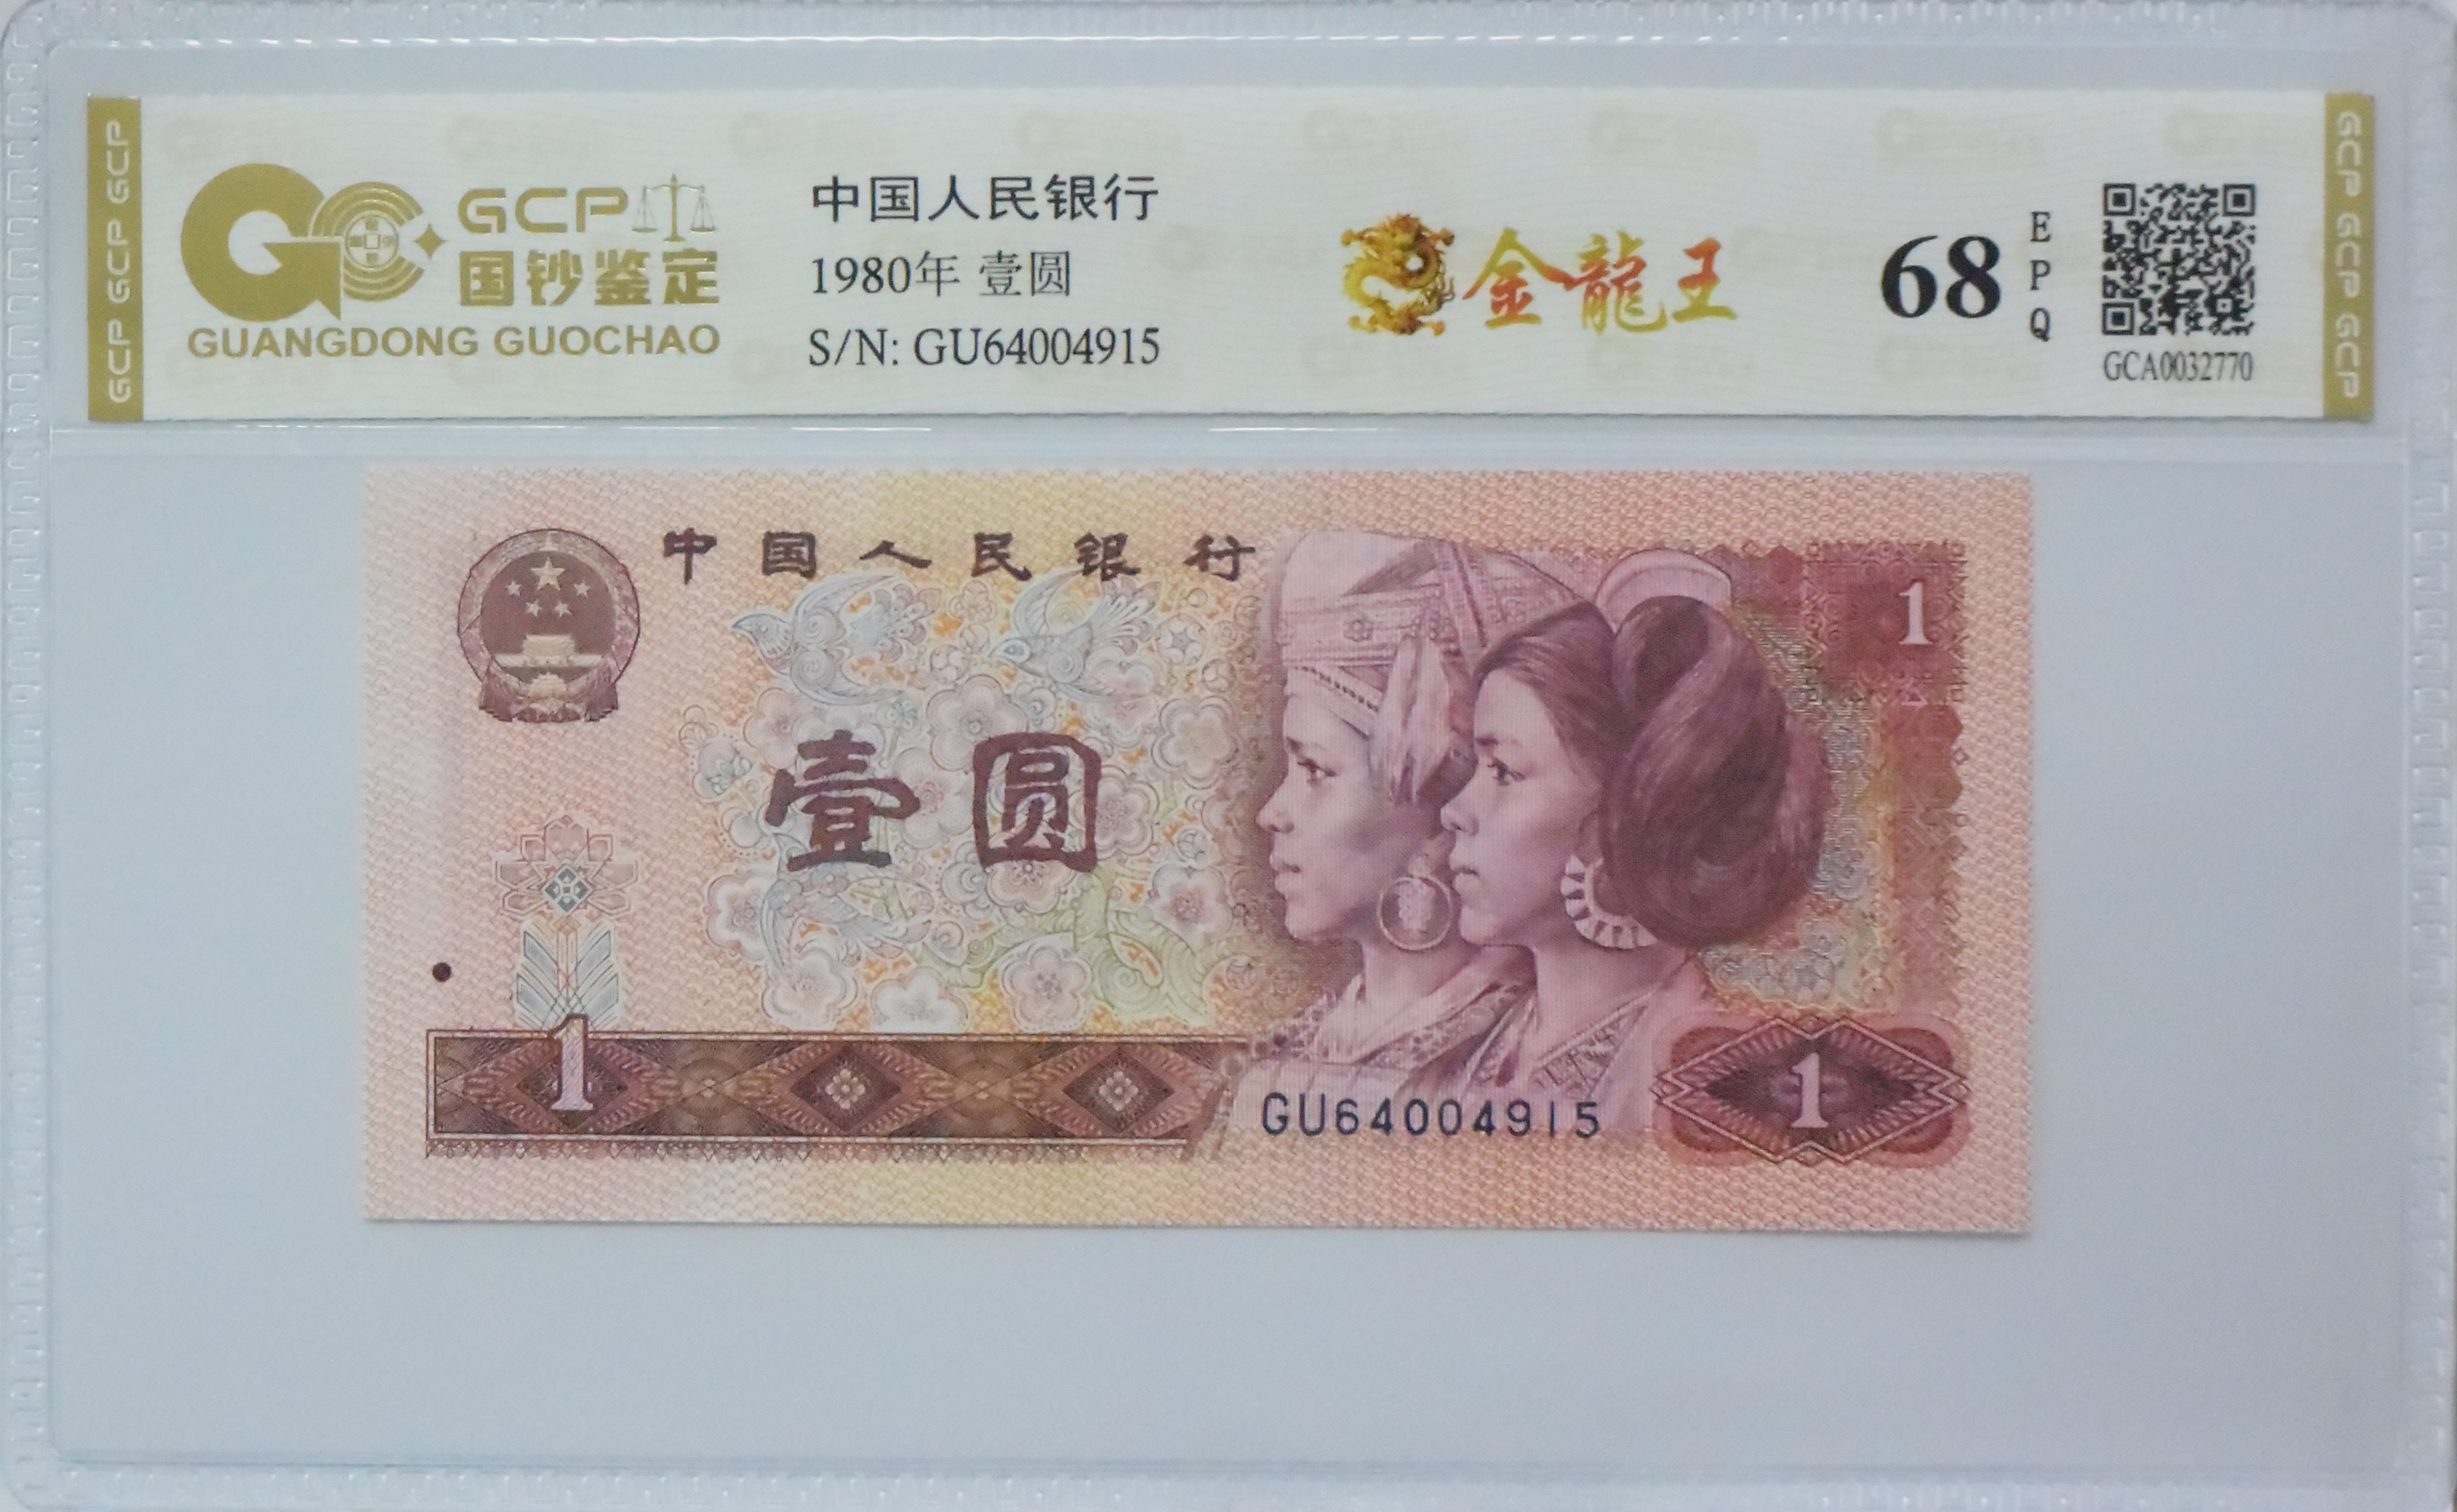 GCP GCP GCP
GCP
国钞鉴定
GUANGDONG GUOCHAO
中国人民银行
1980年 壹圆
S/N: GU64004915
金龍王
68
E
P
Q
GCA0032770
GCP GCP GCP
中国人民银行
1
壹圆
1
GU64004915
1